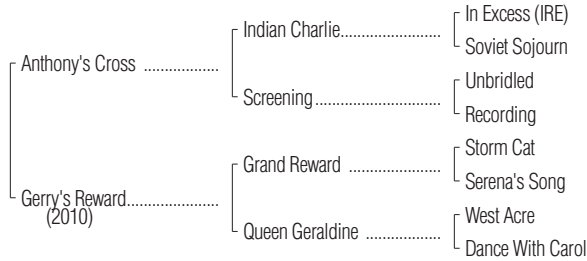 In Excess (IRE)
Indian Charlie....................
Soviet Sojourn
Anthony's Cross ..................
Unbridled
Screening.........................
Recording
Storm Cat
Grand Reward ..................
Serena's Song
Gerry's Reward......................
(2010)
West Acre
Queen Geraldine ..................
Dance With Carol